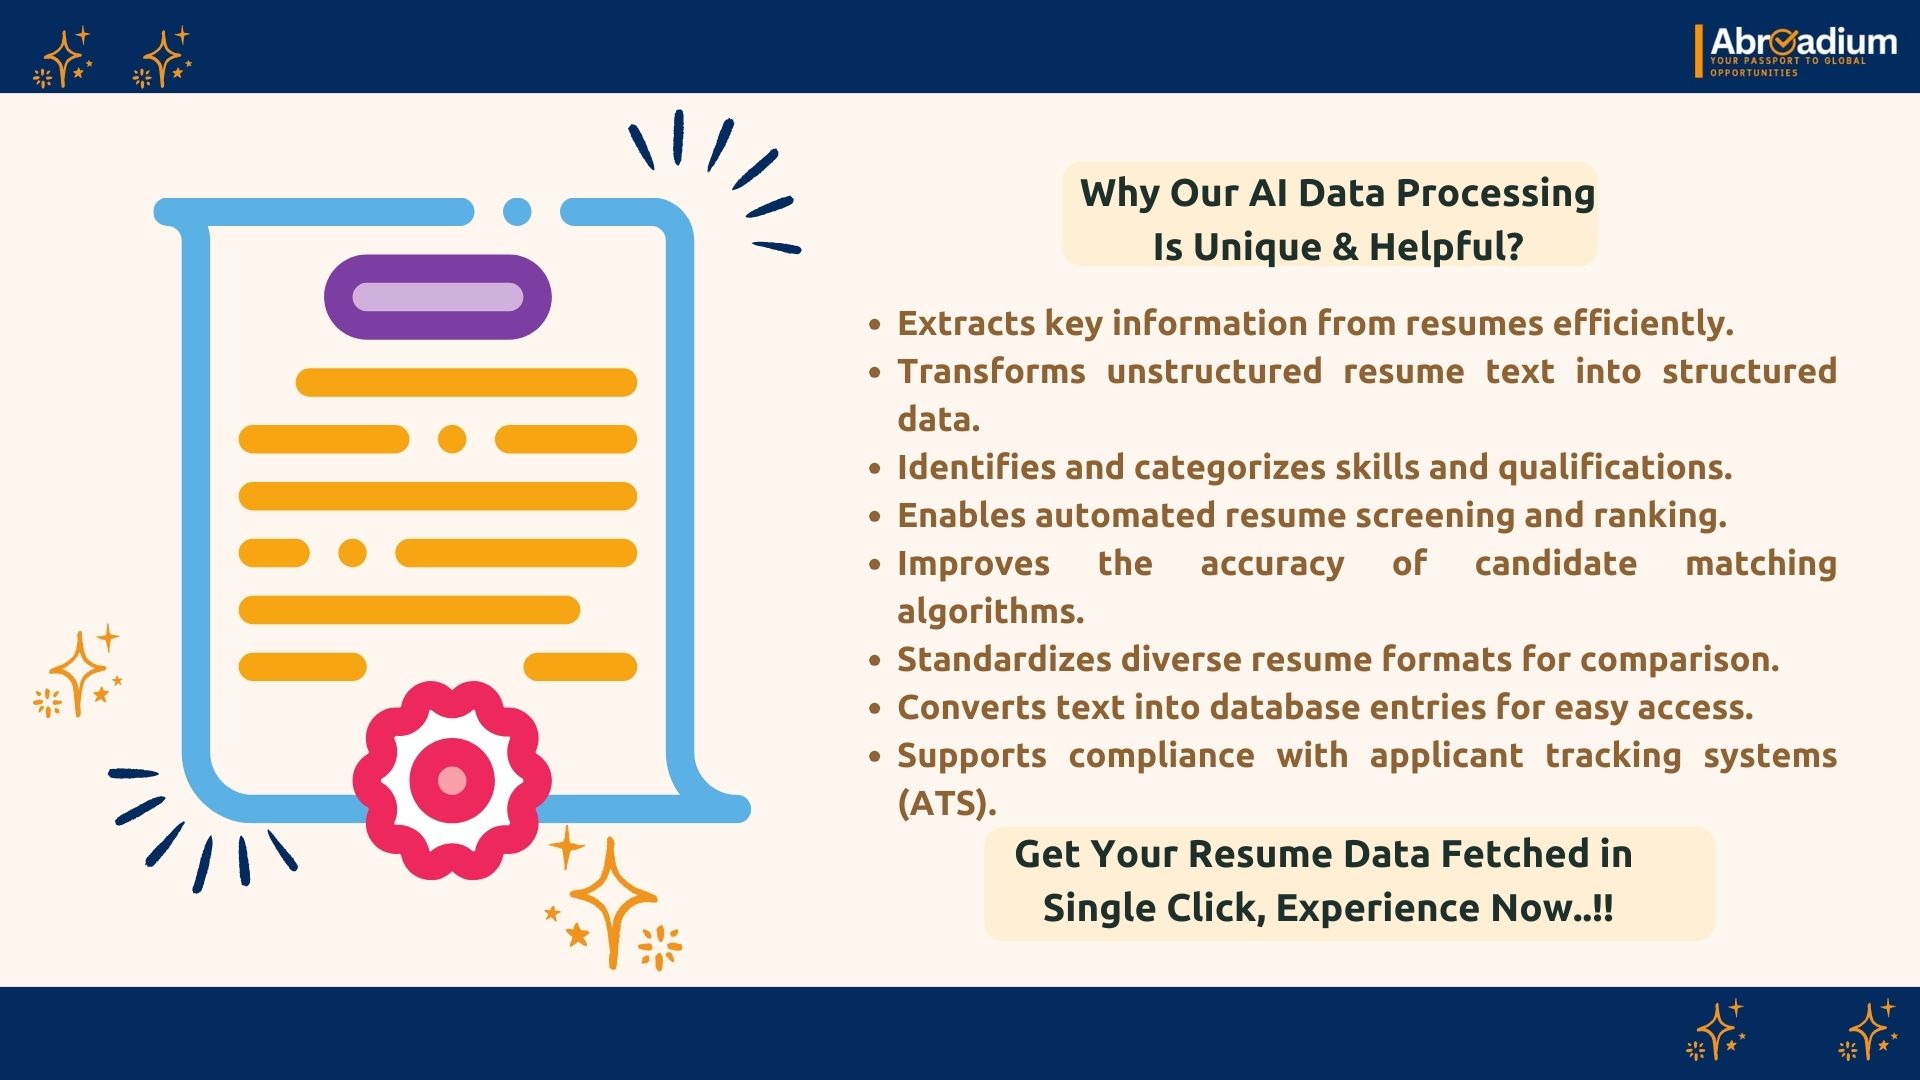 Abroadium
YOUR PASSPORT TO GLOBAL
OPPORTUNITIES
Why Our AI Data Processing
Is Unique & Helpful?
• Extracts key information from resumes efficiently.
• Transforms unstructured resume text into structured
data.
• Identifies and categorizes skills and qualifications.
• Enables automated resume screening and ranking.
• Improves the accuracy of candidate matching
algorithms.
• Standardizes diverse resume formats for comparison.
• Converts text into database entries for easy access.
• Supports compliance with applicant tracking systems
(ATS).
Get Your Resume Data Fetched in
Single Click, Experience Now..!!